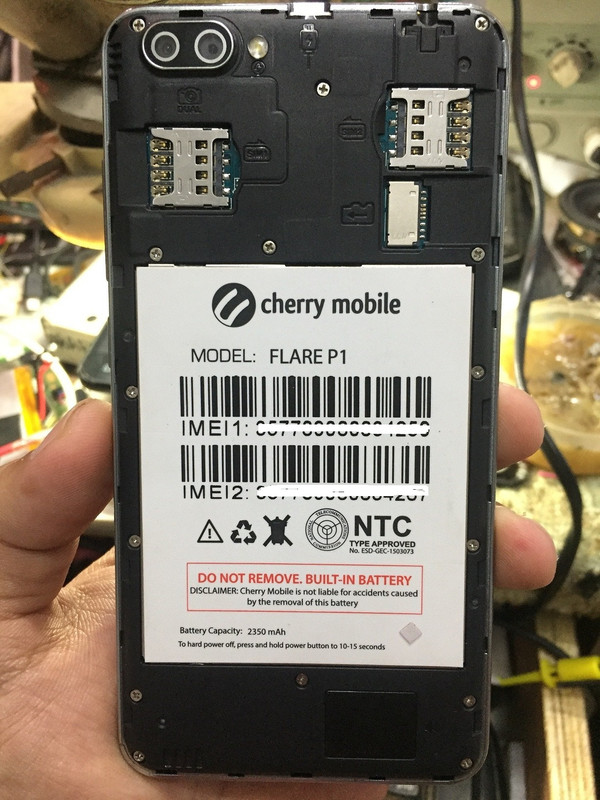 DUAL
cherry mobile
MODEL: FLARE P1
IMEI1:
IMEI2:
NTC
TYPE APPROVED
No. ESD-GEC-1503073
DO NOT REMOVE. BUILT-IN BATTERY
DISCLAIMER: Cherry Mobile is not liable for accidents caused
by the removal of this battery
Battery Capacity: 2350 mAh
To hard power off, press and hold power button to 10-15 seconds